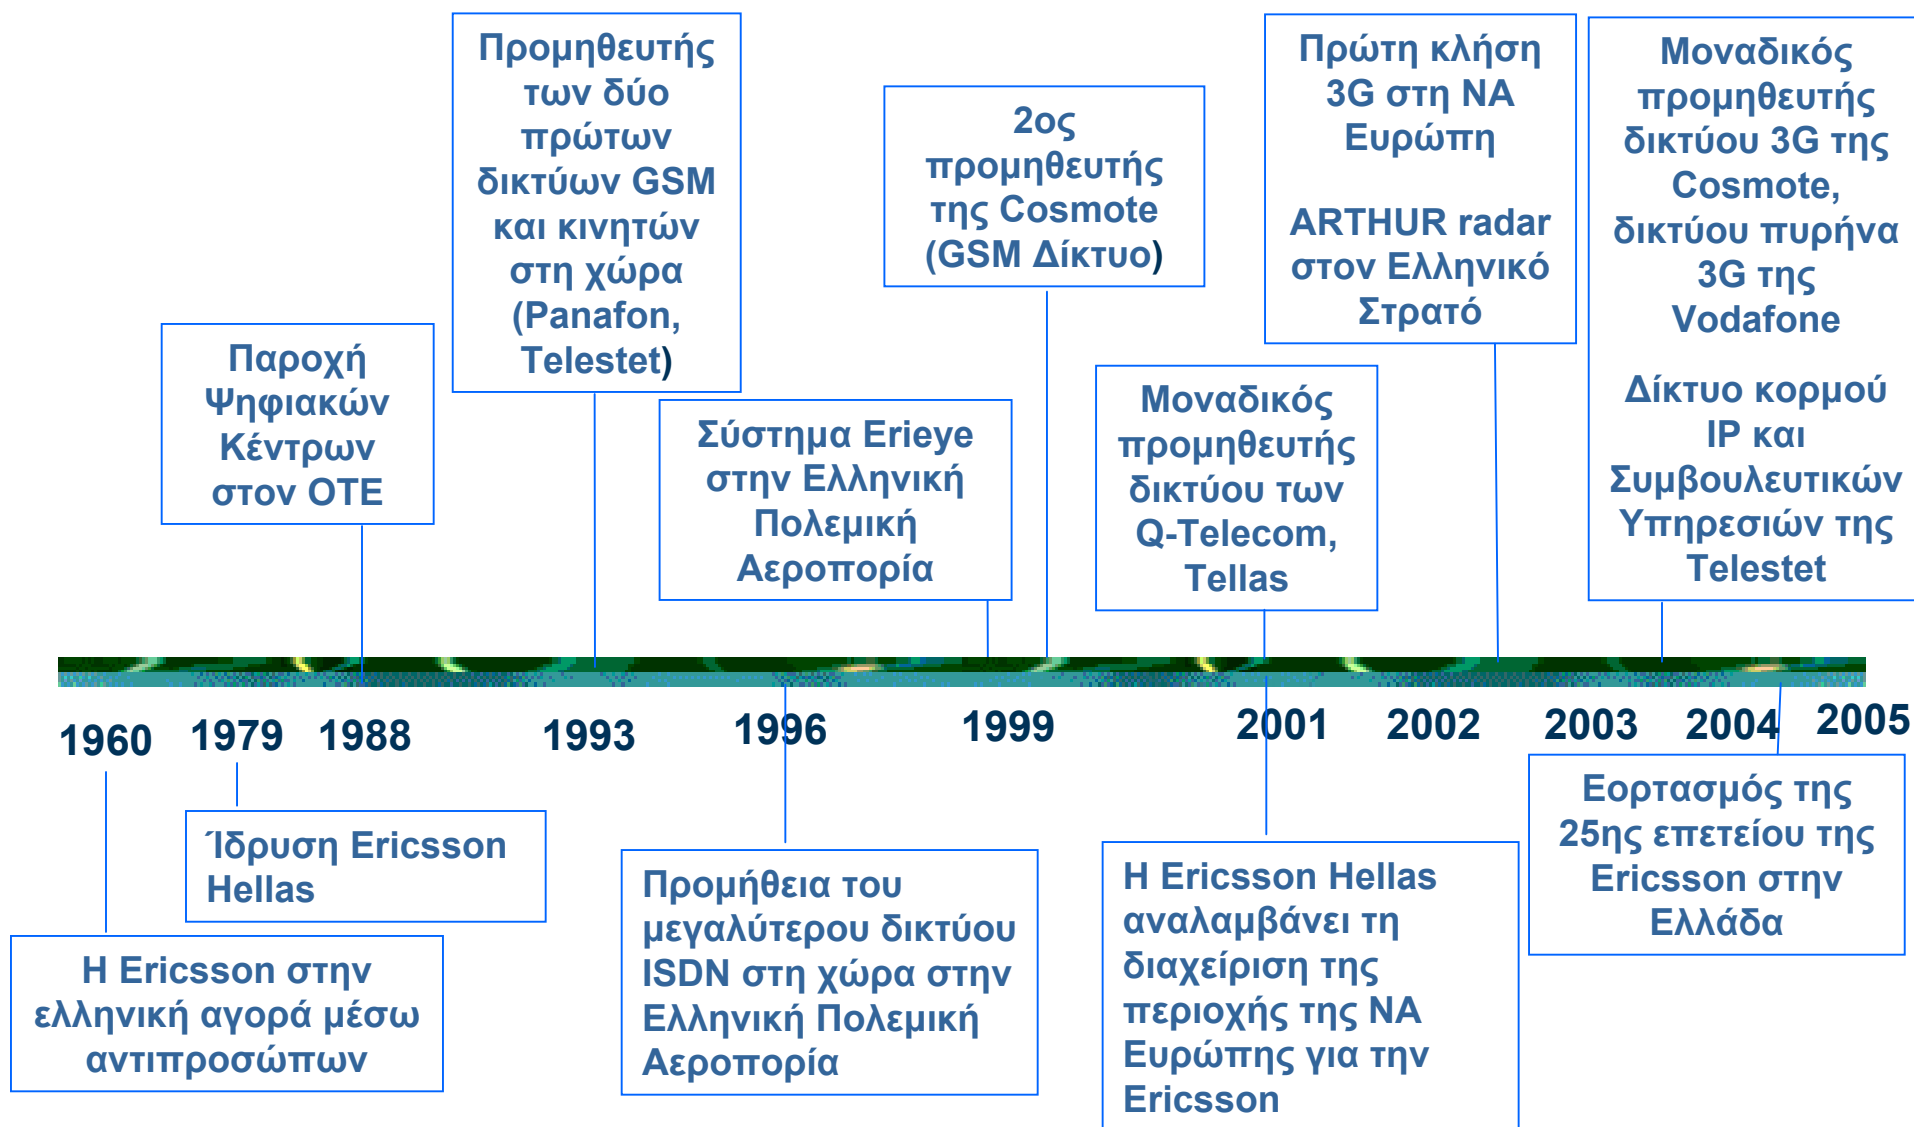 Προμηθευτής
των δύο
πρώτων
δικτύων GSM
και κινητών
στη χώρα
(Panafon,
Telestet)
Πρώτη κλήση
3G στη ΝΑ
Ευρώπη
ARTHUR radar
στον Ελληνικό
Στρατό
Μοναδικός
προμηθευτής
δικτύου 3G της
Cosmote,
δικτύου πυρήνα
3G της
Vodafone
Δίκτυο κορμού
IP και
Συμβουλευτικών
Υπηρεσιών της
Telestet
2ος
προμηθευτής
της Cosmote
(GSM Δίκτυο)
Παροχή
Ψηφιακών
Κέντρων
στον ΟΤΕ
Σύστημα Erieye
στην Ελληνική
Πολεμική
Αεροπορία
Μοναδικός
προμηθευτής
δικτύου των
Q-Telecom,
Tellas
1960 1979 1988 1993 1996 1999 2001 2002 2003 2004 2005
Ίδρυση Ericsson
Hellas
Η Ericsson στην
ελληνική αγορά μέσω
αντιπροσώπων
Προμήθεια του
μεγαλύτερου δικτύου
ISDN στη χώρα στην
Ελληνική Πολεμική
Αεροπορία
Η Ericsson Hellas
αναλαμβάνει τη
διαχείριση της
περιοχής της ΝΑ
Ευρώπης για την
Ericsson
Εορτασμός της
25ης επετείου της
Ericsson στην
Ελλάδα